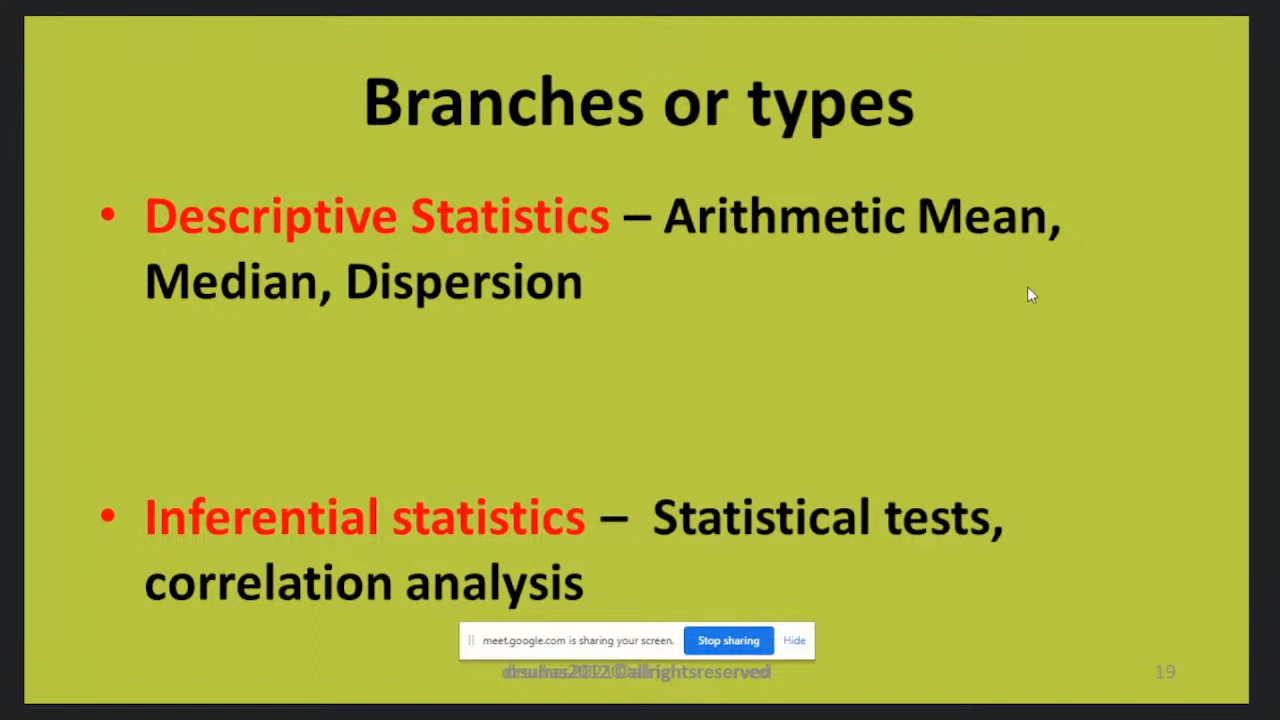 Branches or types
• Descriptive Statistics – Arithmetic Mean,
Median, Dispersion
• Inferential statistics – Statistical tests,
correlation analysis
meet.google.com is sharing your screen. Stop sharing Hide
19